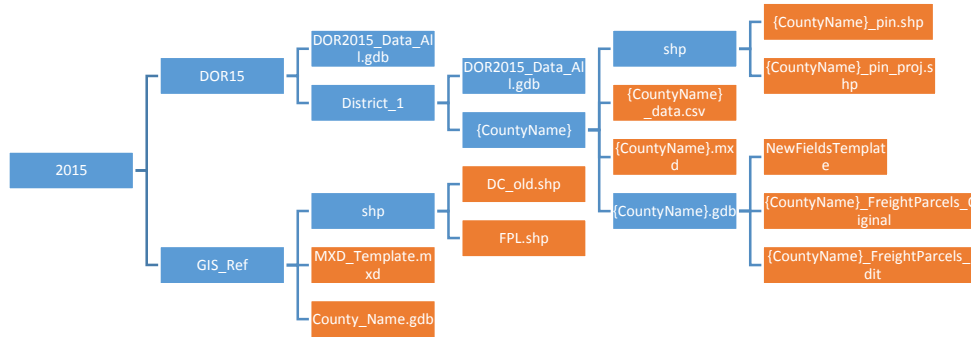 2015
DOR15
DOR2015_Data_Al
l.gdb
District_1
DOR2015_Data_Al
l.gdb
{CountyName}
shp
{CountyName}_pin.shp
{CountyName}_pin_proj.s
hp
{CountyName}
_data.csv
{CountyName}.mx
d
{CountyName}.gdb
NewFieldsTemplat
e
{CountyName}_FreightParcels_O
riginal
{CountyName}_FreightParcels_
dit
GIS_Ref
shp
DC_old.shp
FPL.shp
MXD_Template.m
xd
County_Name.gdb